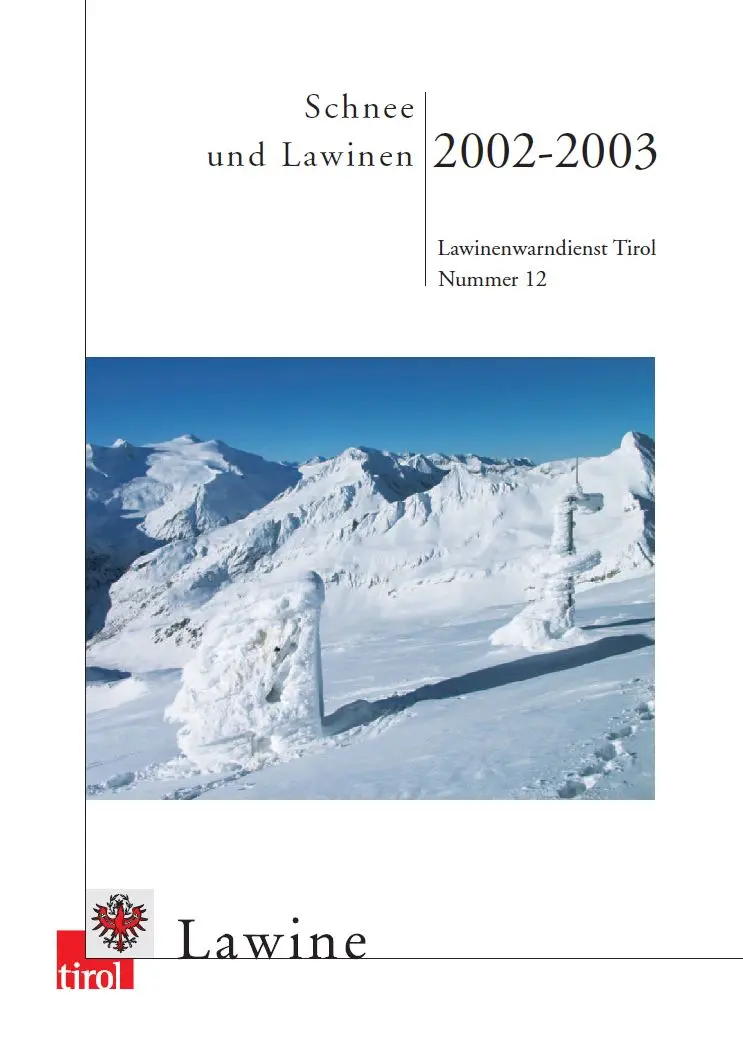 Schnee
und Lawinen 2002-2003
Lawinenwarndienst Tirol
Nummer 12
Lawine
tirol